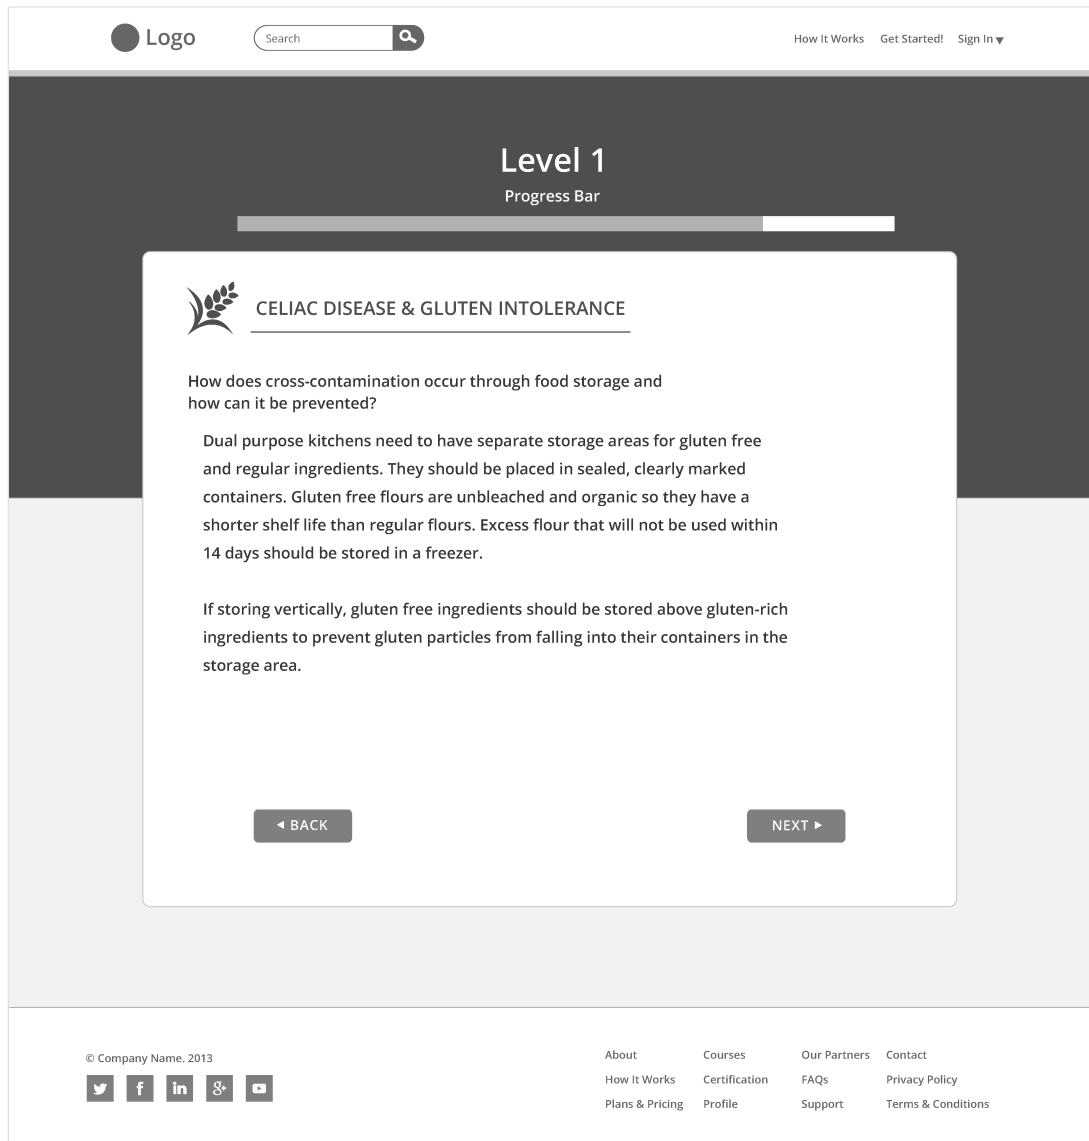 Logo
Search
How It Works
Get Started!
Sign In
Level 1
Progress Bar
CELIAC DISEASE & GLUTEN INTOLERANCE
How does cross-contamination occur through food storage and
how can it be prevented?
Dual purpose kitchens need to have separate storage areas for gluten free
and regular ingredients. They should be placed in sealed, clearly marked
containers. Gluten free flours are unbleached and organic so they have a
shorter shelf life than regular flours. Excess flour that will not be used within
14 days should be stored in a freezer.
If storing vertically, gluten free ingredients should be stored above gluten-rich
ingredients to prevent gluten particles from falling into their containers in the
storage area.
BACK
NEXT
© Company Name. 2013
About
Courses
Our Partners
Contact
How It Works
Certification
FAQs
Privacy Policy
Plans & Pricing
Profile
Support
Terms & Conditions